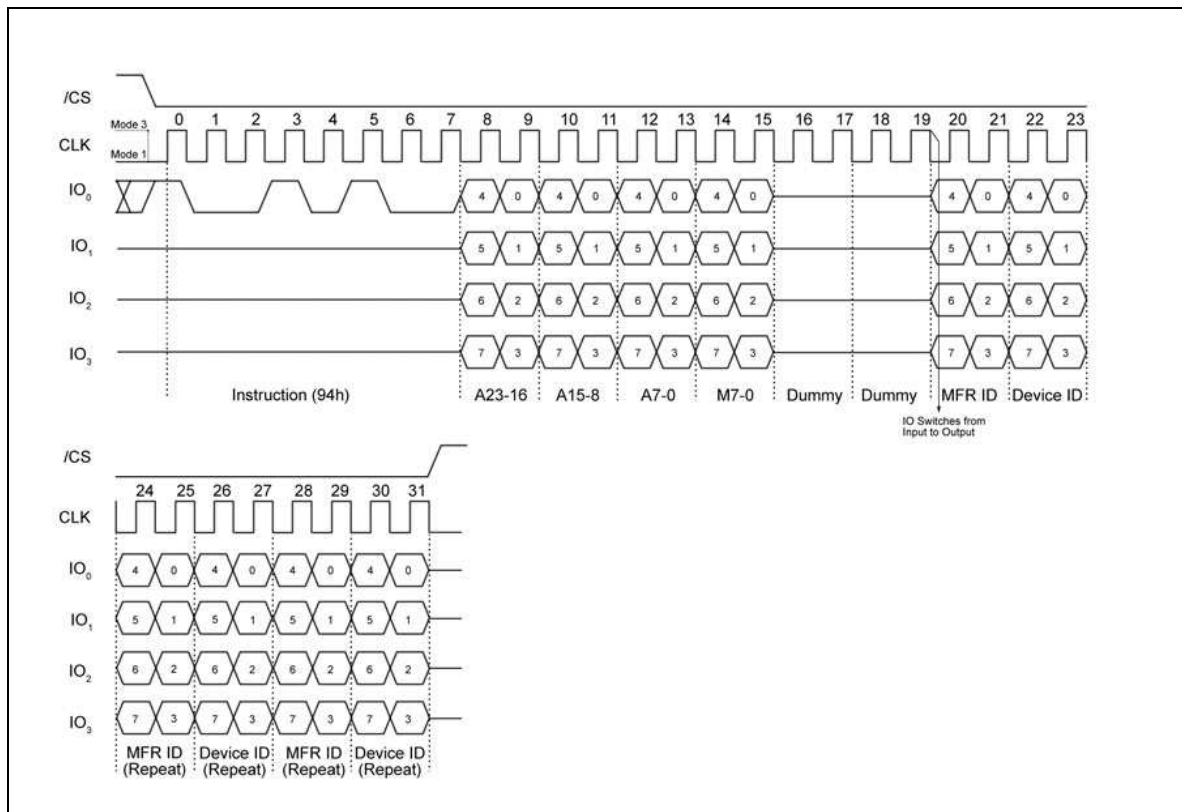 /CS
Mode 3 0 1 2 3 4 5 6 7 8 9 10 11 12 13 14 15 16 17 18 19 20 21 22 23
CLK
Mode 1
IO0 4 0 4 0 4 0 4 0 4 0 4 0
IO1 5 1 5 1 5 1 5 1 5 1 5 1
IO2 6 2 6 2 6 2 6 2 6 2 6 2
IO3 7 3 7 3 7 3 7 3 7 3 7 3
Instruction (94h) A23-16 A15-8 A7-0 M7-0 Dummy Dummy MFR ID Device ID
IO Switches from
Input to Output
/CS
24 25 26 27 28 29 30 31
CLK
IO0 4 0 4 0 4 0 4 0
IO1 5 1 5 1 5 1 5 1
IO2 6 2 6 2 6 2 6 2
IO3 7 3 7 3 7 3 7 3
MFR ID Device ID MFR ID Device ID
(Repeat) (Repeat) (Repeat) (Repeat)